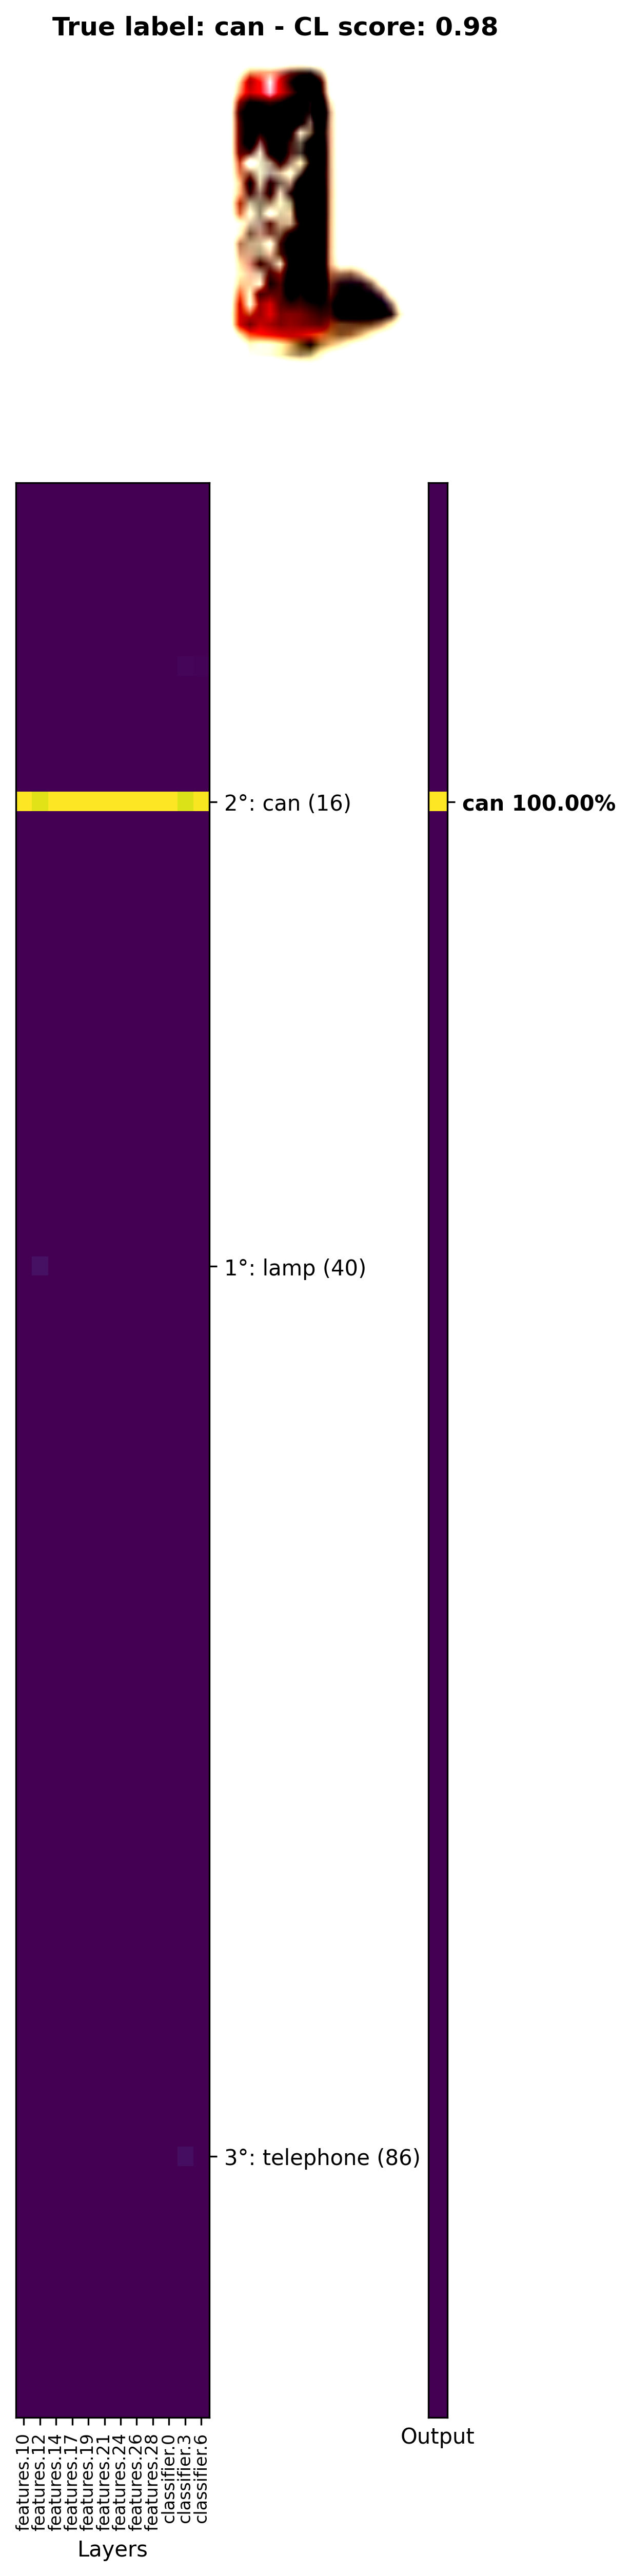 True label: can - CL score: 0.98
2°: can (16)
can 100.00%
1°: lamp (40)
3°: telephone (86)
features.10
features.12
features.14
features.17
features.19
features.21
features.24
features.26
features.28
classifier.0
classifier.3
classifier.6
Layers
Output